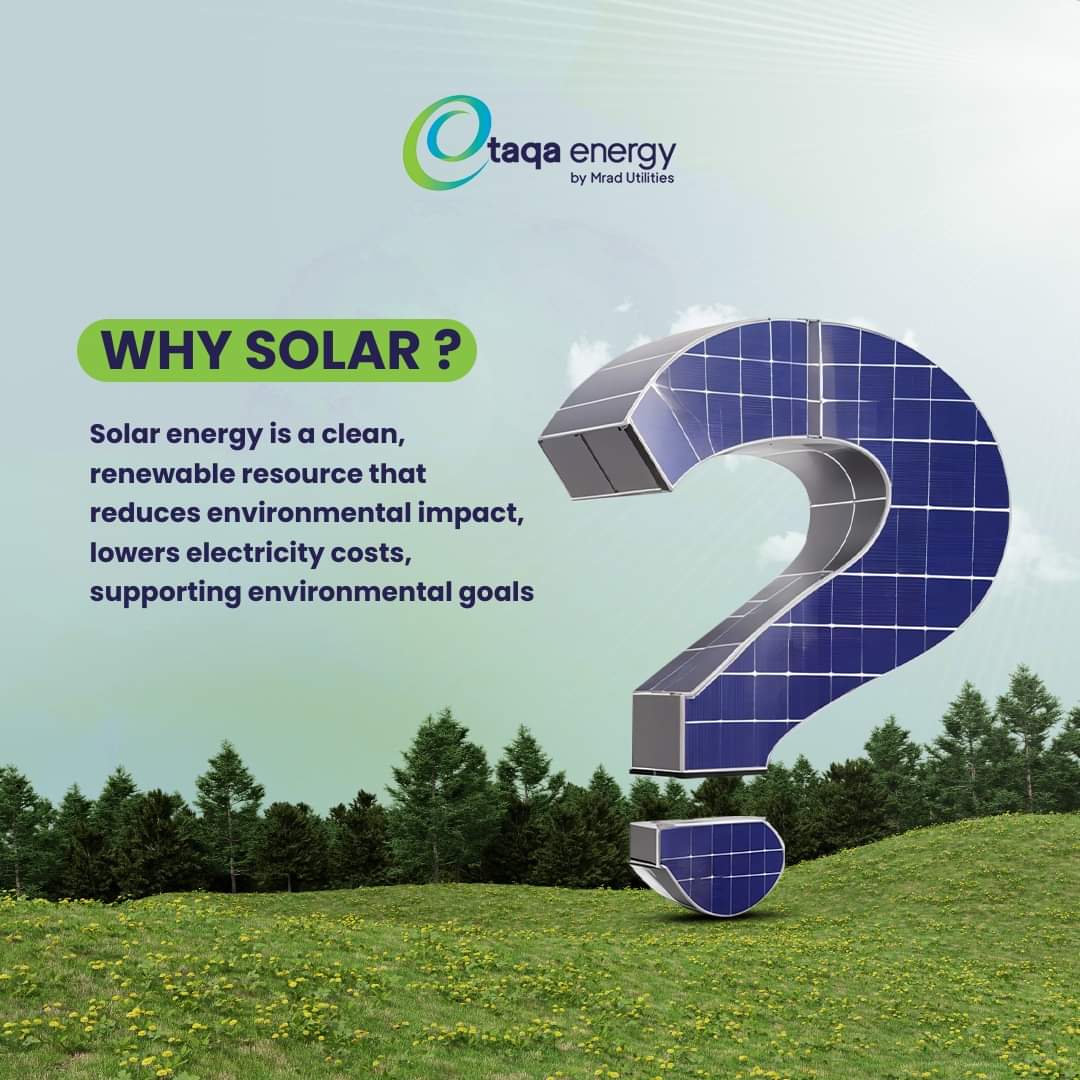 taqa energy
by Mrad Utilities
WHY SOLAR ?
Solar energy is a clean,
renewable resource that
reduces environmental impact,
lowers electricity costs,
supporting environmental goals